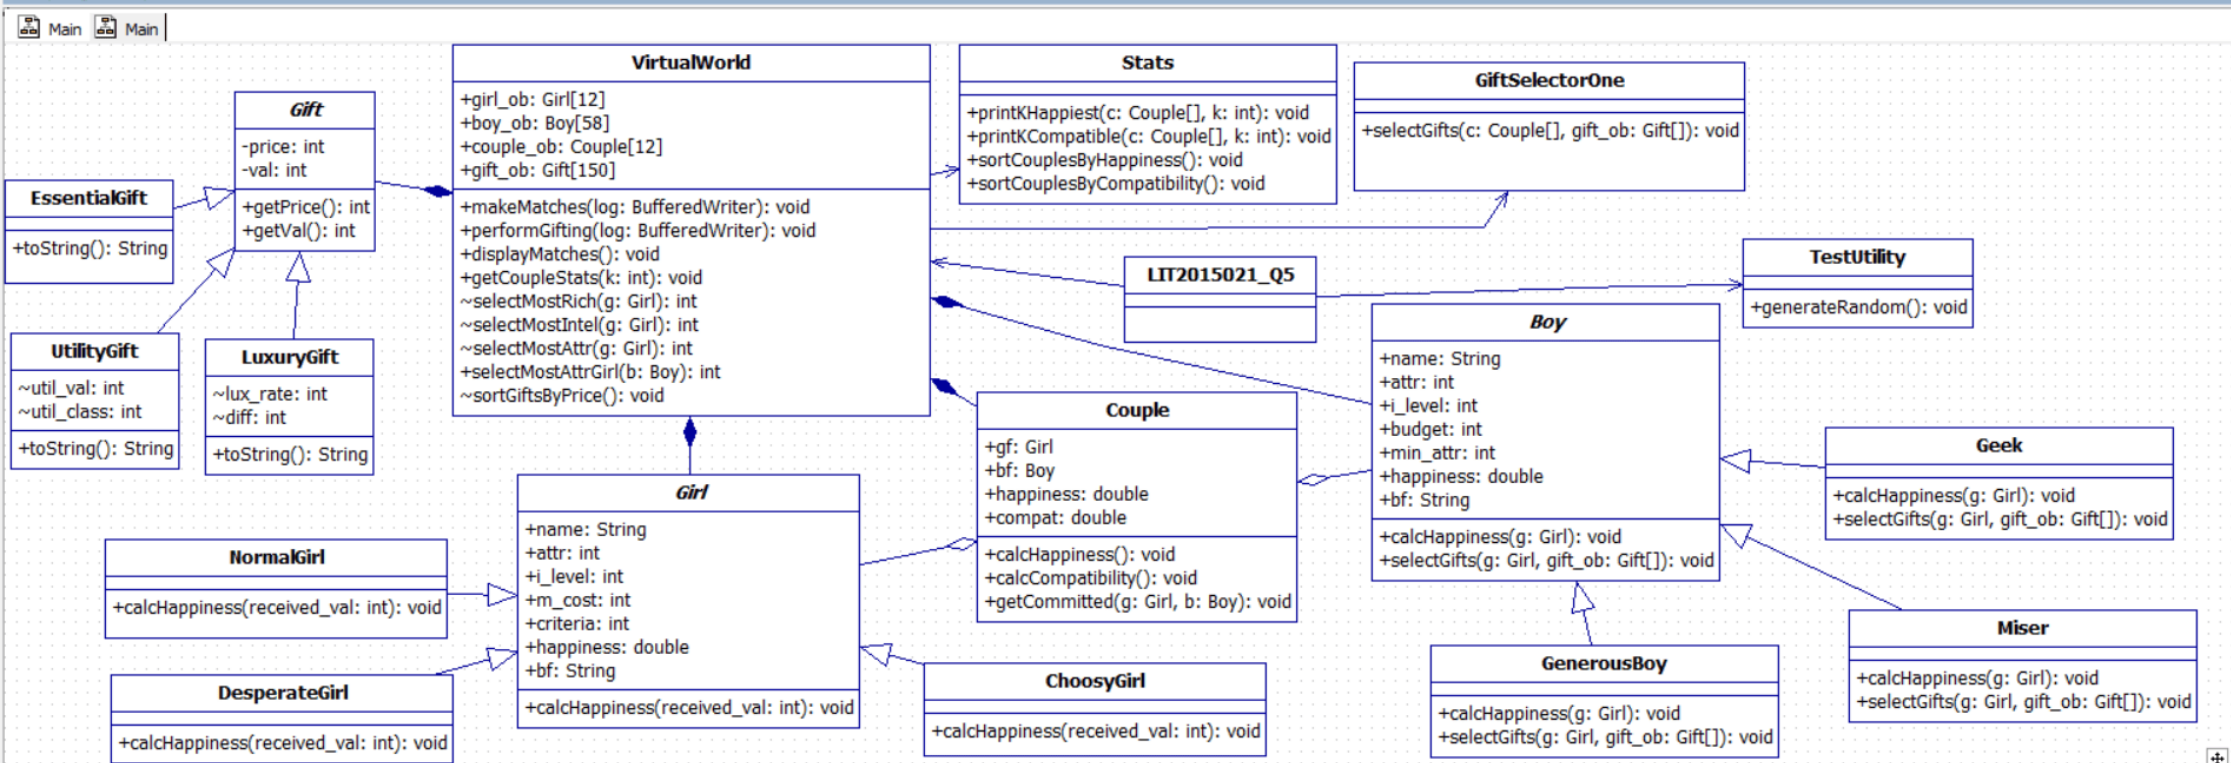 Main Main
VirtualWorld
+girl_ob: Girl[12]
+boy_ob: Boy[58]
+couple_ob: Couple[12]
+gift_ob: Gift[150]
+makeMatches(log: BufferedWriter): void
+performGifting(log: BufferedWriter): void
+displayMatches(): void
+getCoupleStats(k: int): void
~selectMostRich(g: Girl): int
~selectMostIntel(g: Girl): int
~selectMostAttr(g: Girl): int
+selectMostAttrGirl(b: Boy): int
~sortGiftsByPrice(): void
Stats
+printKHappiest(c: Couple[], k: int): void
+printKCompatible(c: Couple[], k: int): void
+sortCouplesByHappiness(): void
+sortCouplesByCompatibility(): void
GiftSelectorOne
+selectGifts(c: Couple[], gift_ob: Gift[]): void
Gift
-price: int
-val: int
+getPrice(): int
+getVal(): int
EssentialGift
+toString(): String
UtilityGift
~util_val: int
~util_class: int
+toString(): String
LuxuryGift
~lux_rate: int
~diff: int
+toString(): String
LIT2015021_Q5
TestUtility
+generateRandom(): void
Boy
+name: String
+attr: int
+i_level: int
+budget: int
+min_attr: int
+happiness: double
+bf: String
+calcHappiness(g: Girl): void
+selectGifts(g: Girl, gift_ob: Gift[]): void
Couple
+gf: Girl
+bf: Boy
+happiness: double
+compat: double
+calcHappiness(): void
+calcCompatibility(): void
+getCommitted(g: Girl, b: Boy): void
Geek
+calcHappiness(g: Girl): void
+selectGifts(g: Girl, gift_ob: Gift[]): void
Girl
+name: String
+attr: int
+i_level: int
+m_cost: int
+criteria: int
+happiness: double
+bf: String
+calcHappiness(received_val: int): void
NormalGirl
+calcHappiness(received_val: int): void
DesperateGirl
+calcHappiness(received_val: int): void
ChoosyGirl
+calcHappiness(received_val: int): void
GenerousBoy
+calcHappiness(g: Girl): void
+selectGifts(g: Girl, gift_ob: Gift[]): void
Miser
+calcHappiness(g: Girl): void
+selectGifts(g: Girl, gift_ob: Gift[]): void